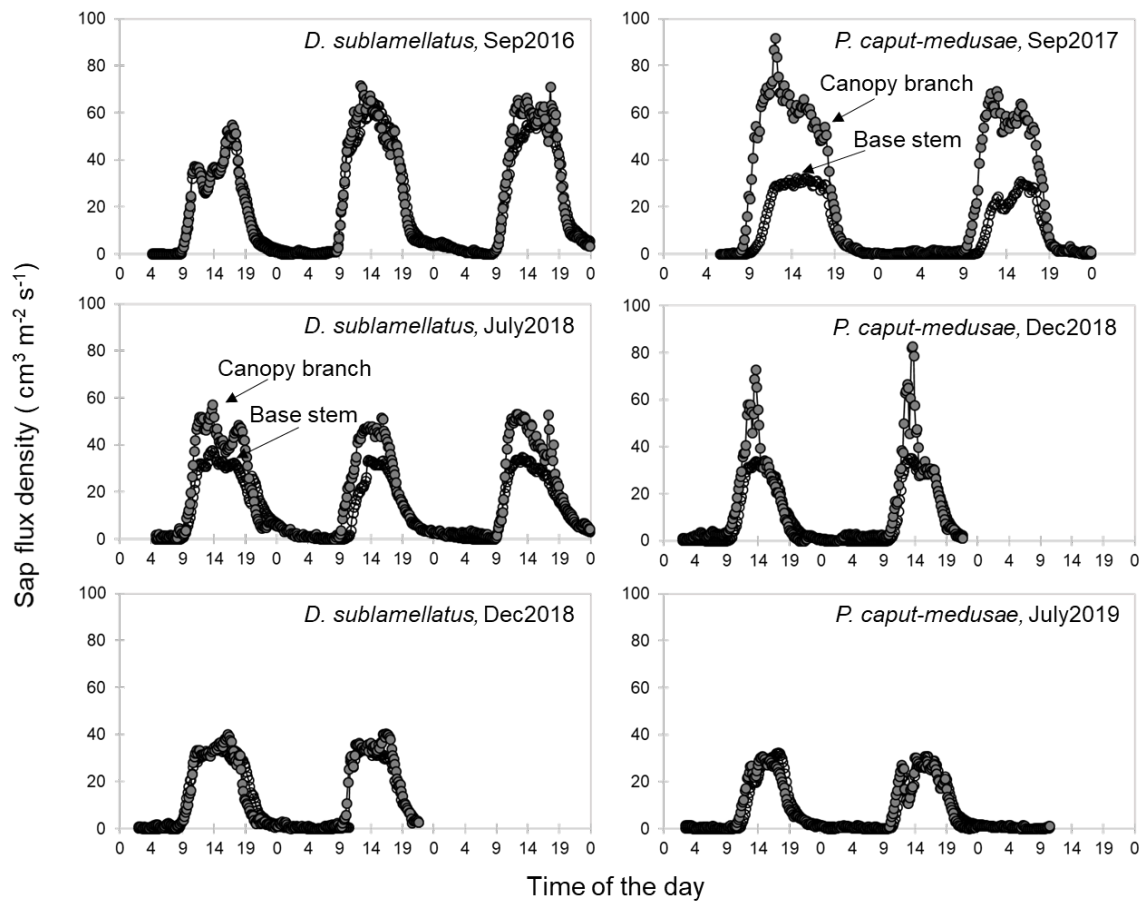 Sap flux density ( cm³ m⁻² s⁻¹)
D. sublamellatus, Sep2016
100
80
60
40
20
0
0 4 9 14 19 0 4 9 14 19 0 4 9 14 19 0
P. caput-medusae, Sep2017
Canopy branch
Base stem
100
80
60
40
20
0
0 4 9 14 19 0 4 9 14 19 0
D. sublamellatus, July2018
Canopy branch
Base stem
100
80
60
40
20
0
0 4 9 14 19 0 4 9 14 19 0 4 9 14 19 0
P. caput-medusae, Dec2018
100
80
60
40
20
0
0 4 9 14 19 0 4 9 14 19 0 4 9 14 19 0
D. sublamellatus, Dec2018
100
80
60
40
20
0
0 4 9 14 19 0 4 9 14 19 0 4 9 14 19 0
P. caput-medusae, July2019
100
80
60
40
20
0
0 4 9 14 19 0 4 9 14 19 0 4 9 14 19 0
Time of the day